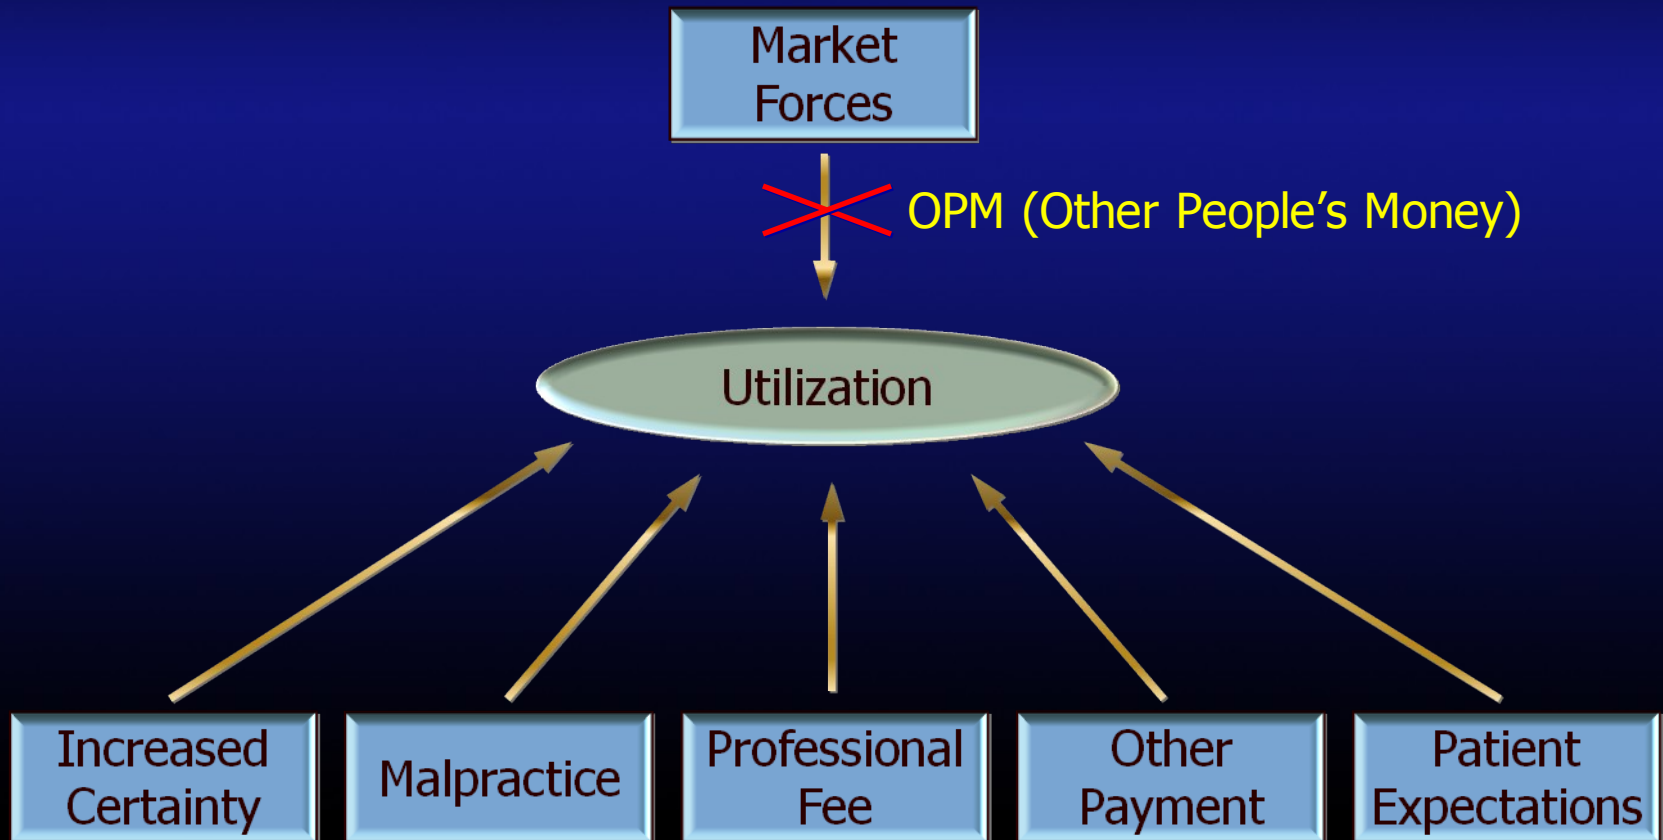 Market
Forces
OPM (Other People’s Money)
Utilization
Increased
Certainty
Malpractice
Professional
Fee
Other
Payment
Patient
Expectations